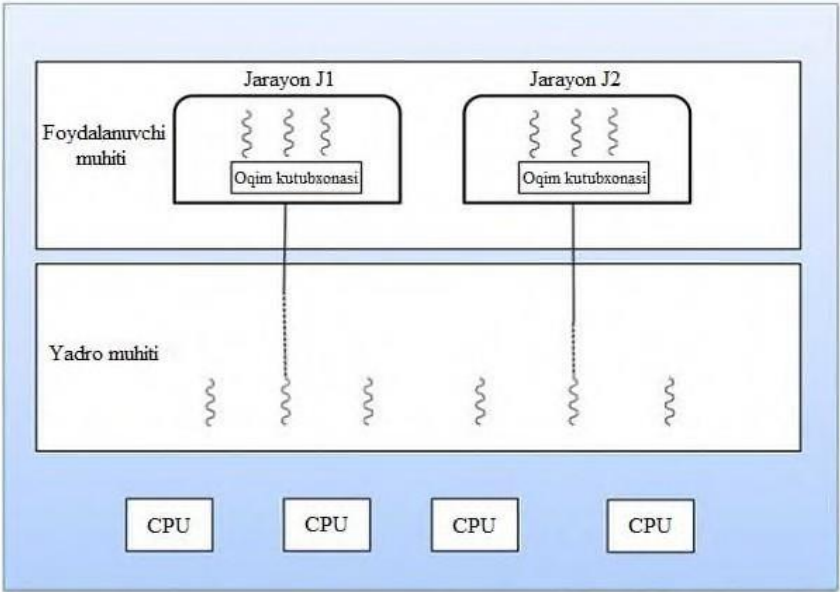 Jarayon J1
Jarayon J2
Foydalanuvchi
muhiti
Oqim kutubxonasi
Oqim kutubxonasi
Yadro muhiti
CPU
CPU
CPU
CPU